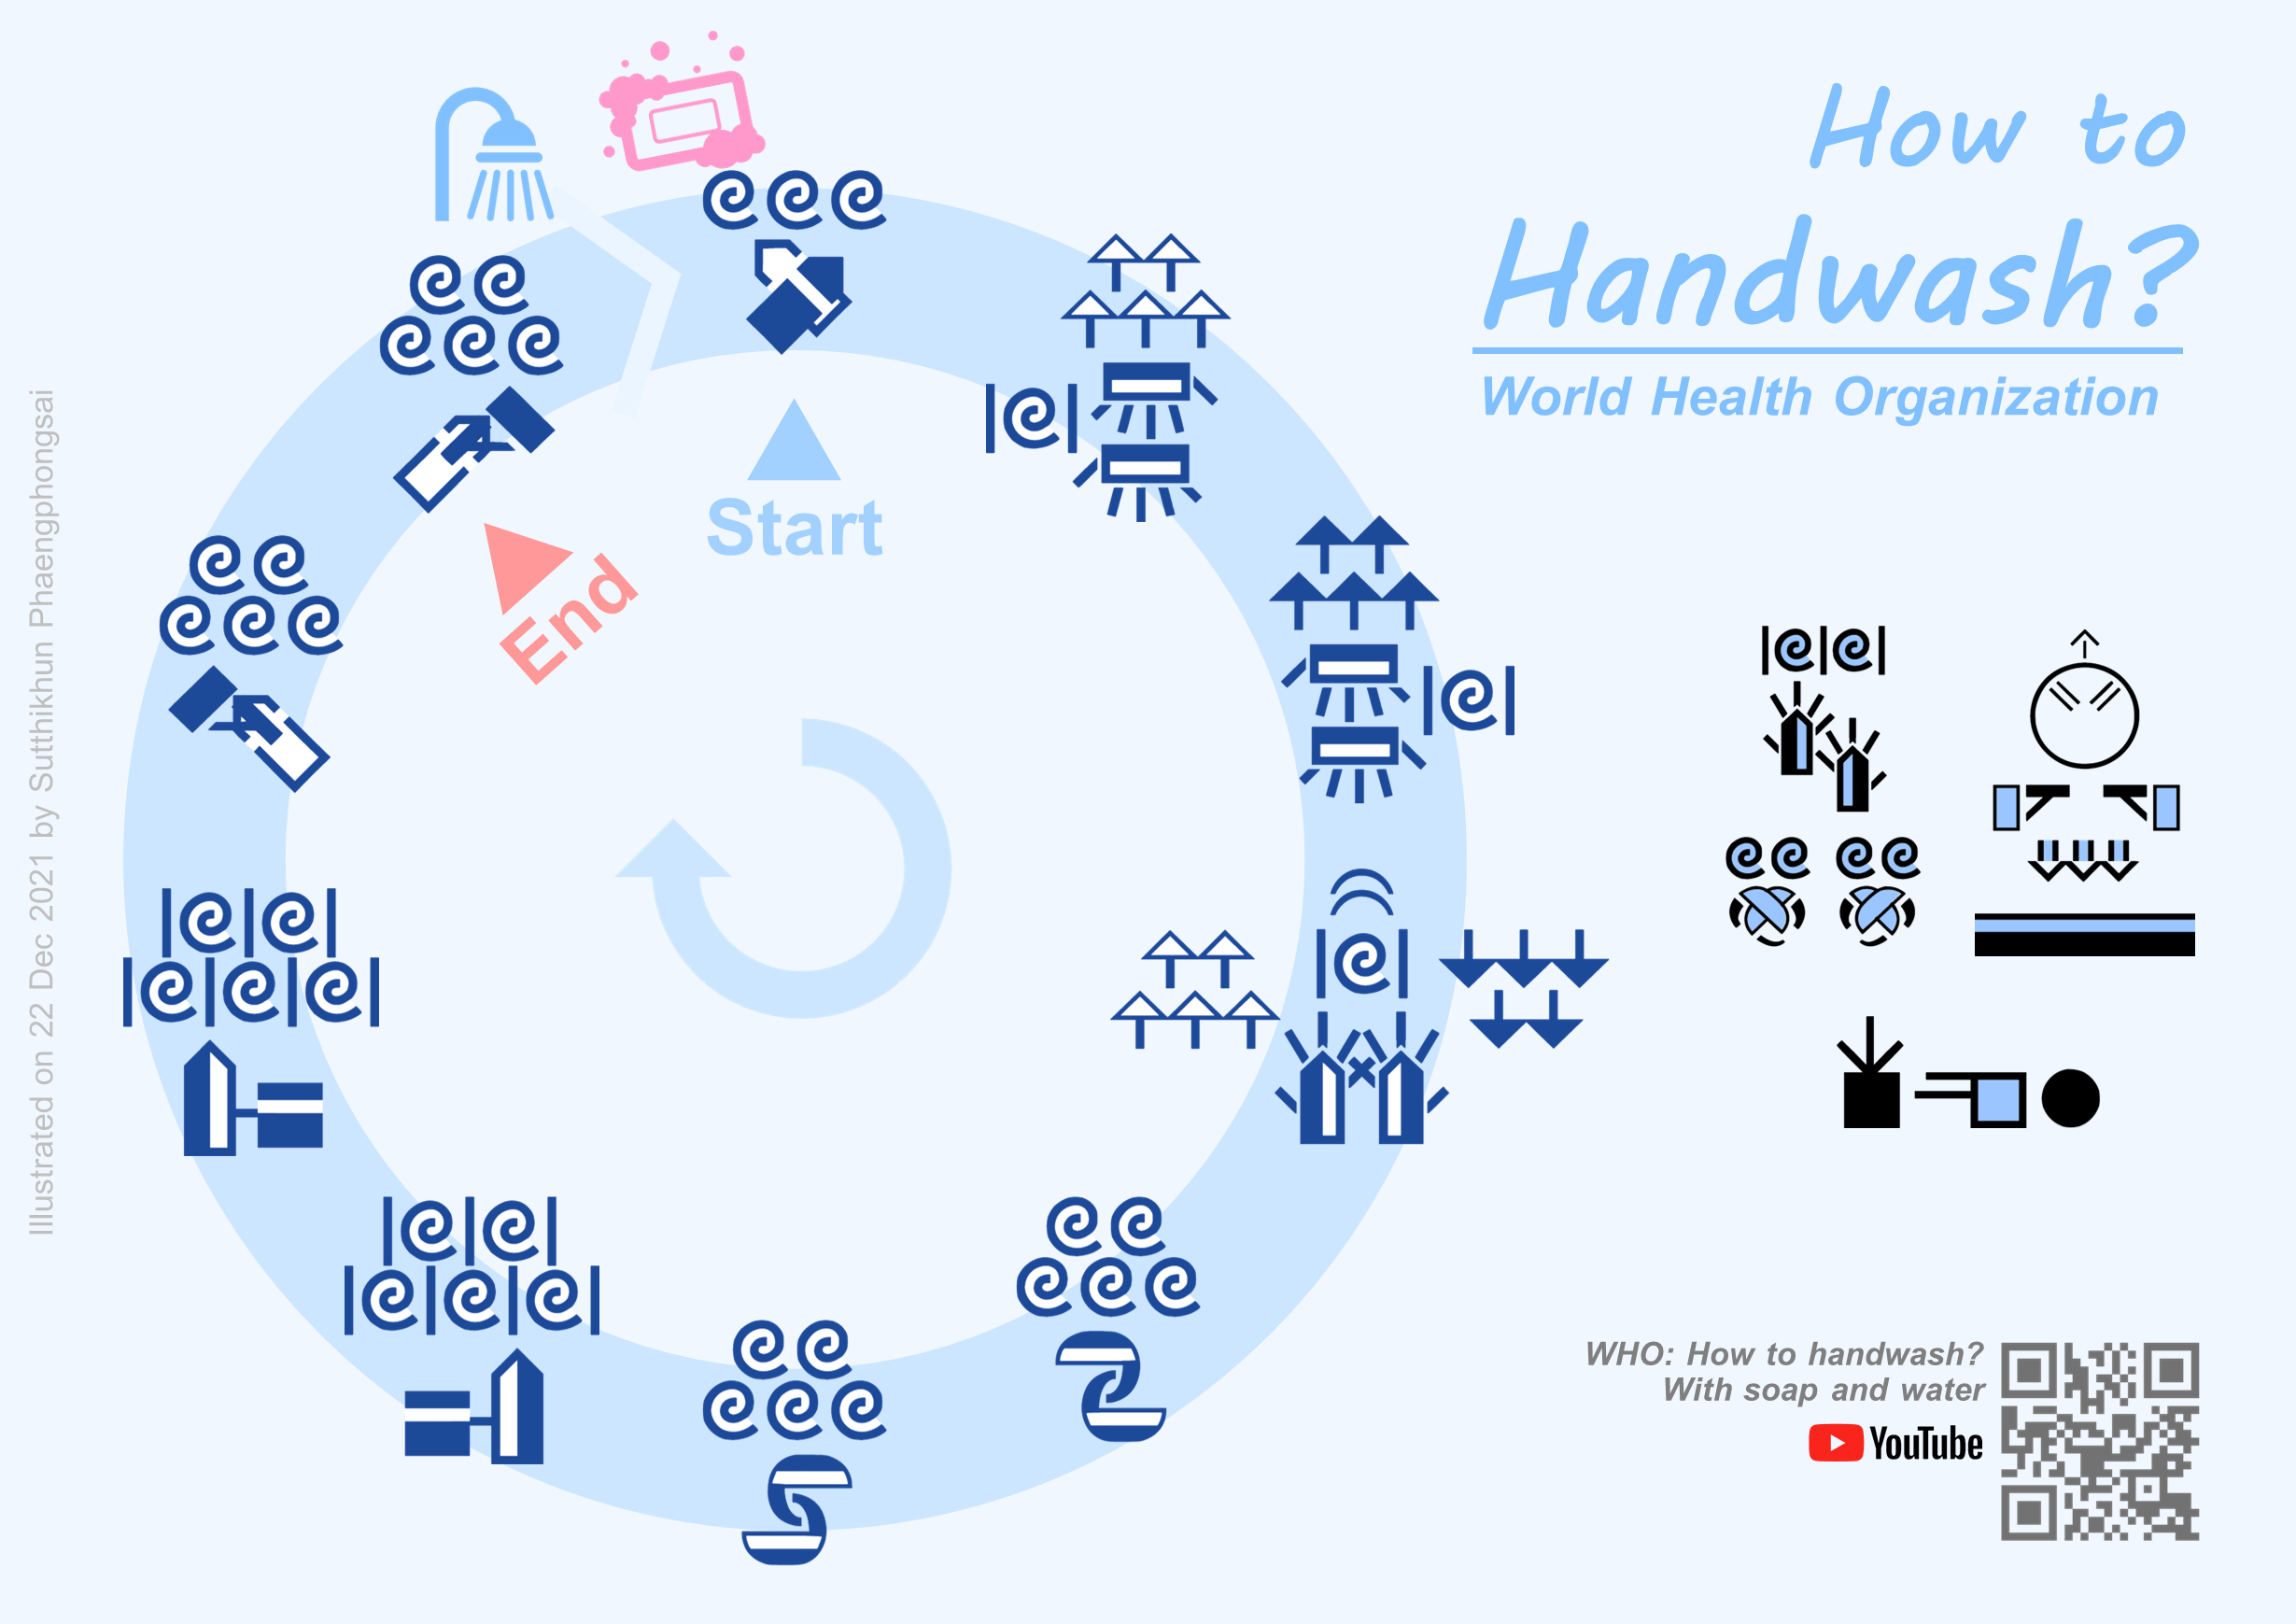 How to
Handwash?
World Health Organization
Start
End
Illustrated on 22 Dec 2021 by Sutthikhun Phaengphongsai
WHO: How to handwash?
With soap and water
YouTube